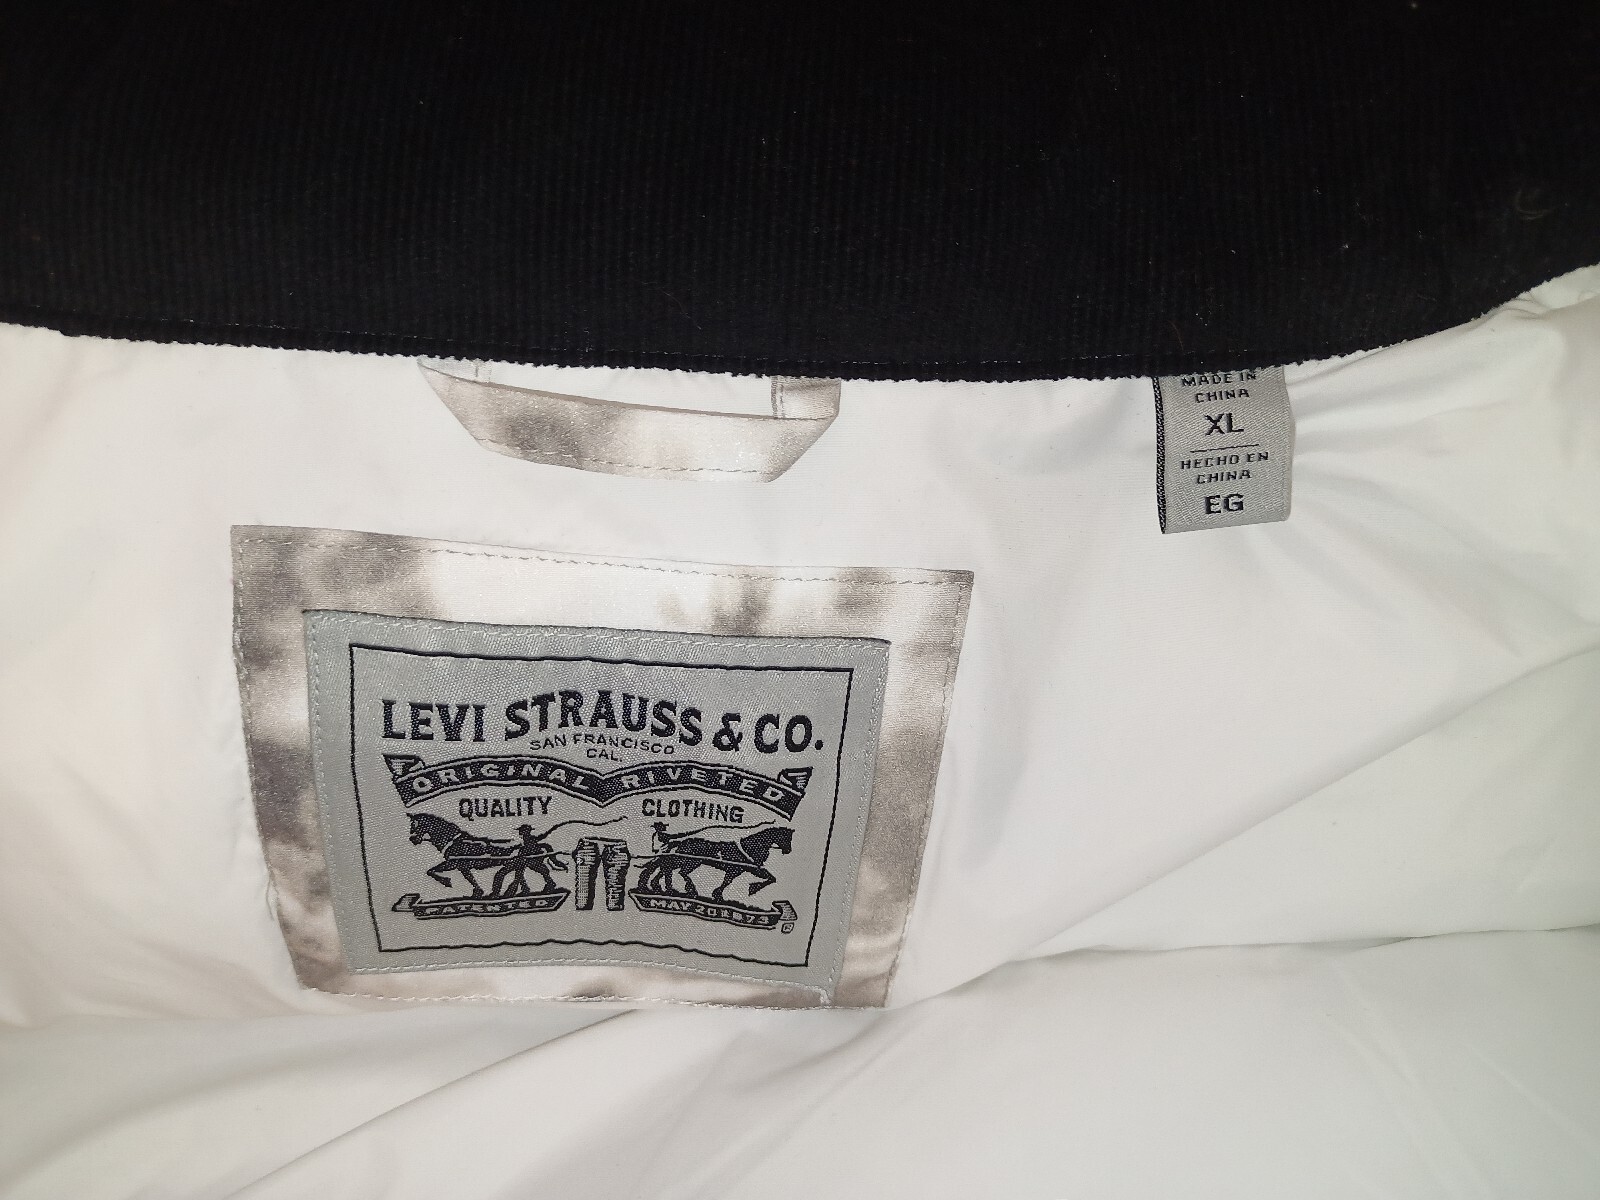 MADE IN
CHINA
XL
HECHO EN
CHINA
EG
LEVI STRAUSS & CO.
SAN FRANCISCO
CAL.
ORIGINAL RIVETED
QUALITY CLOTHING
PATENTED MAY 20 1873
®